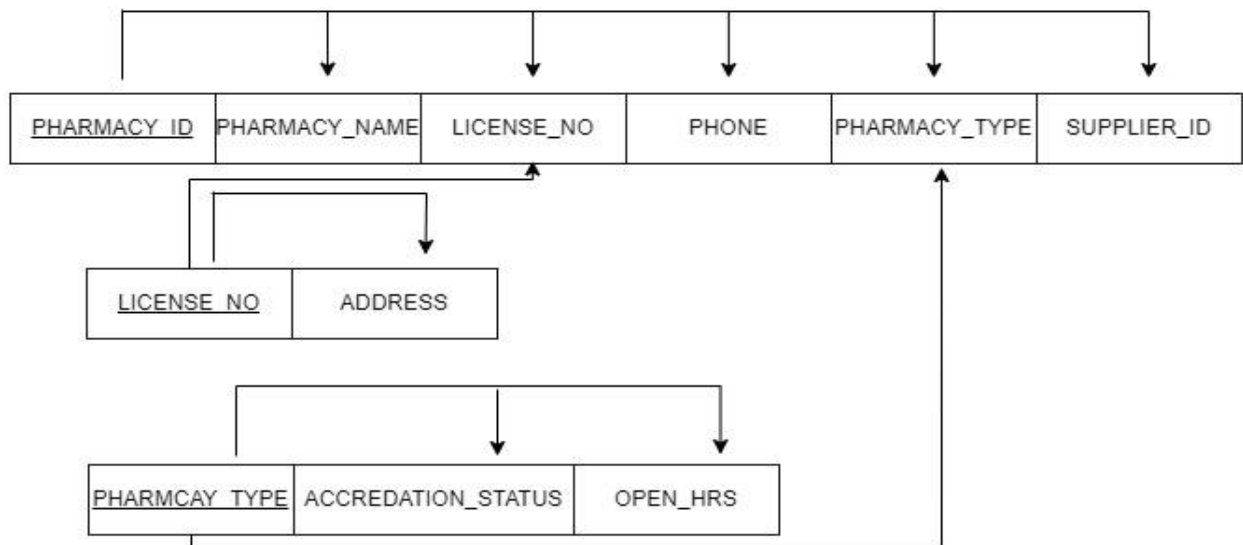 PHARMACY_ID PHARMACY_NAME LICENSE_NO PHONE PHARMACY_TYPE SUPPLIER_ID
LICENSE_NO ADDRESS
PHARMCAY_TYPE ACCREDATION_STATUS OPEN_HRS